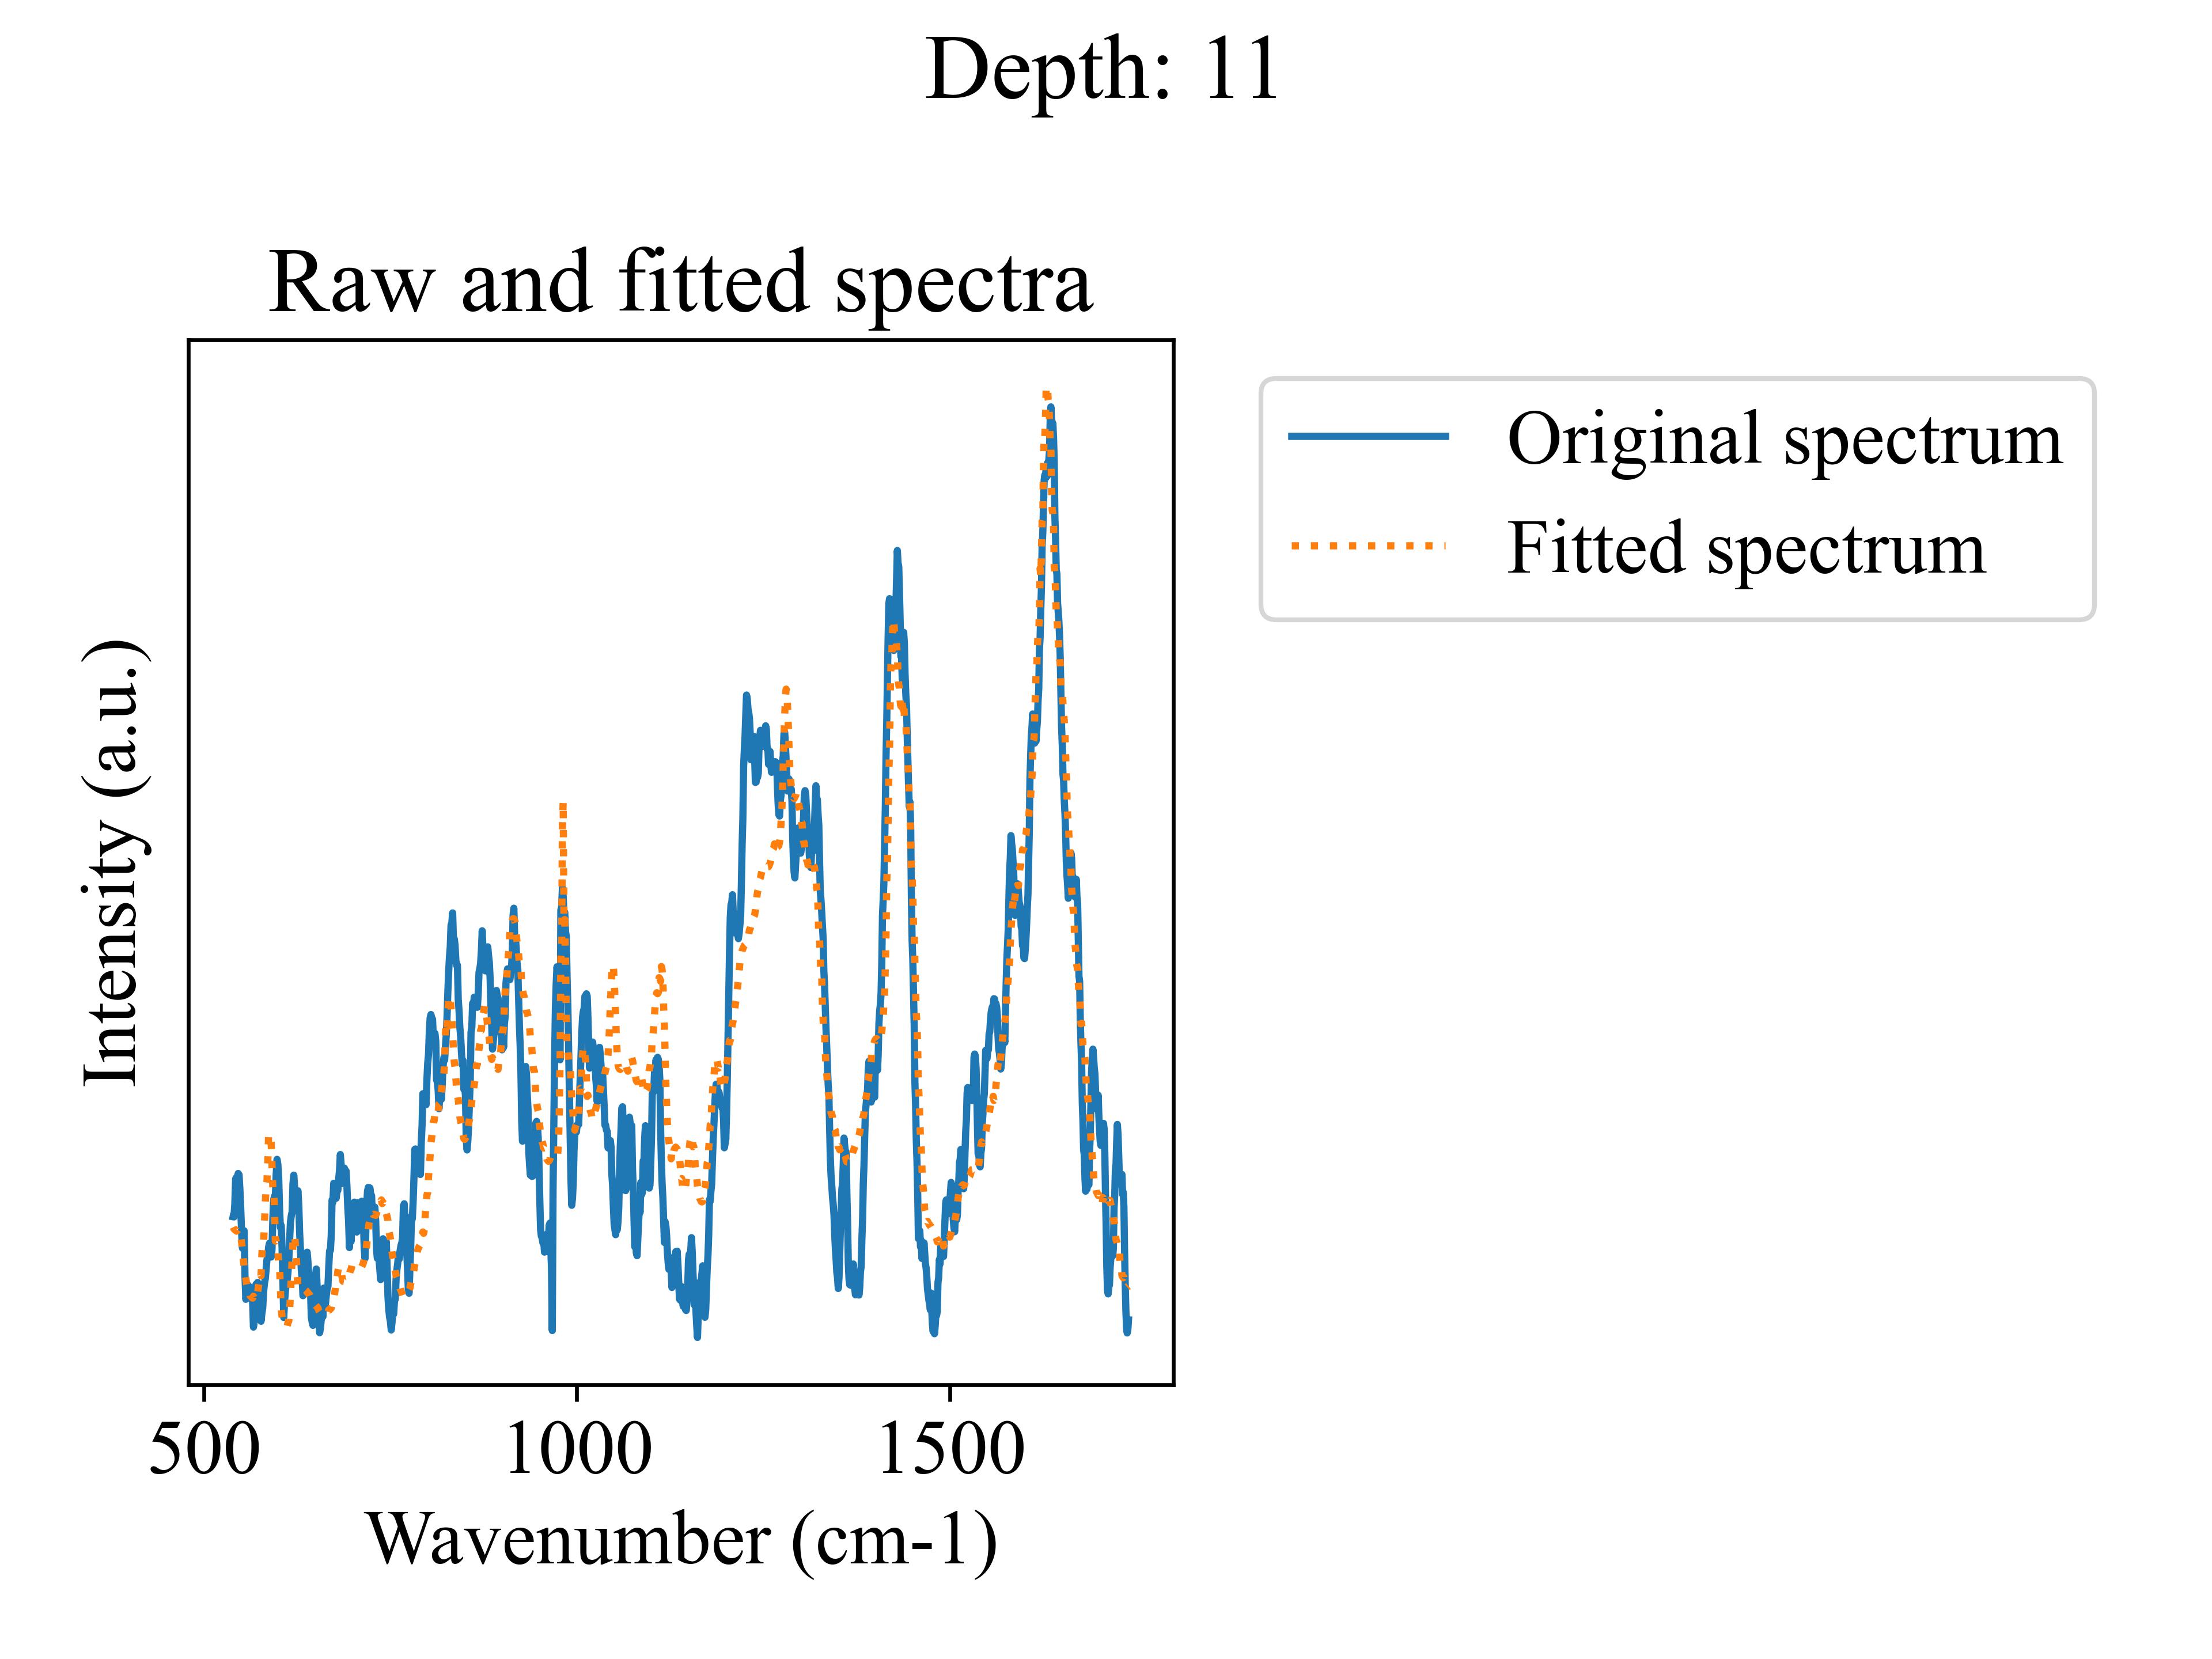 Depth: 11
Raw and fitted spectra
Original spectrum
Fitted spectrum
Intensity (a.u.)
500
1000
1500
Wavenumber (cm-1)